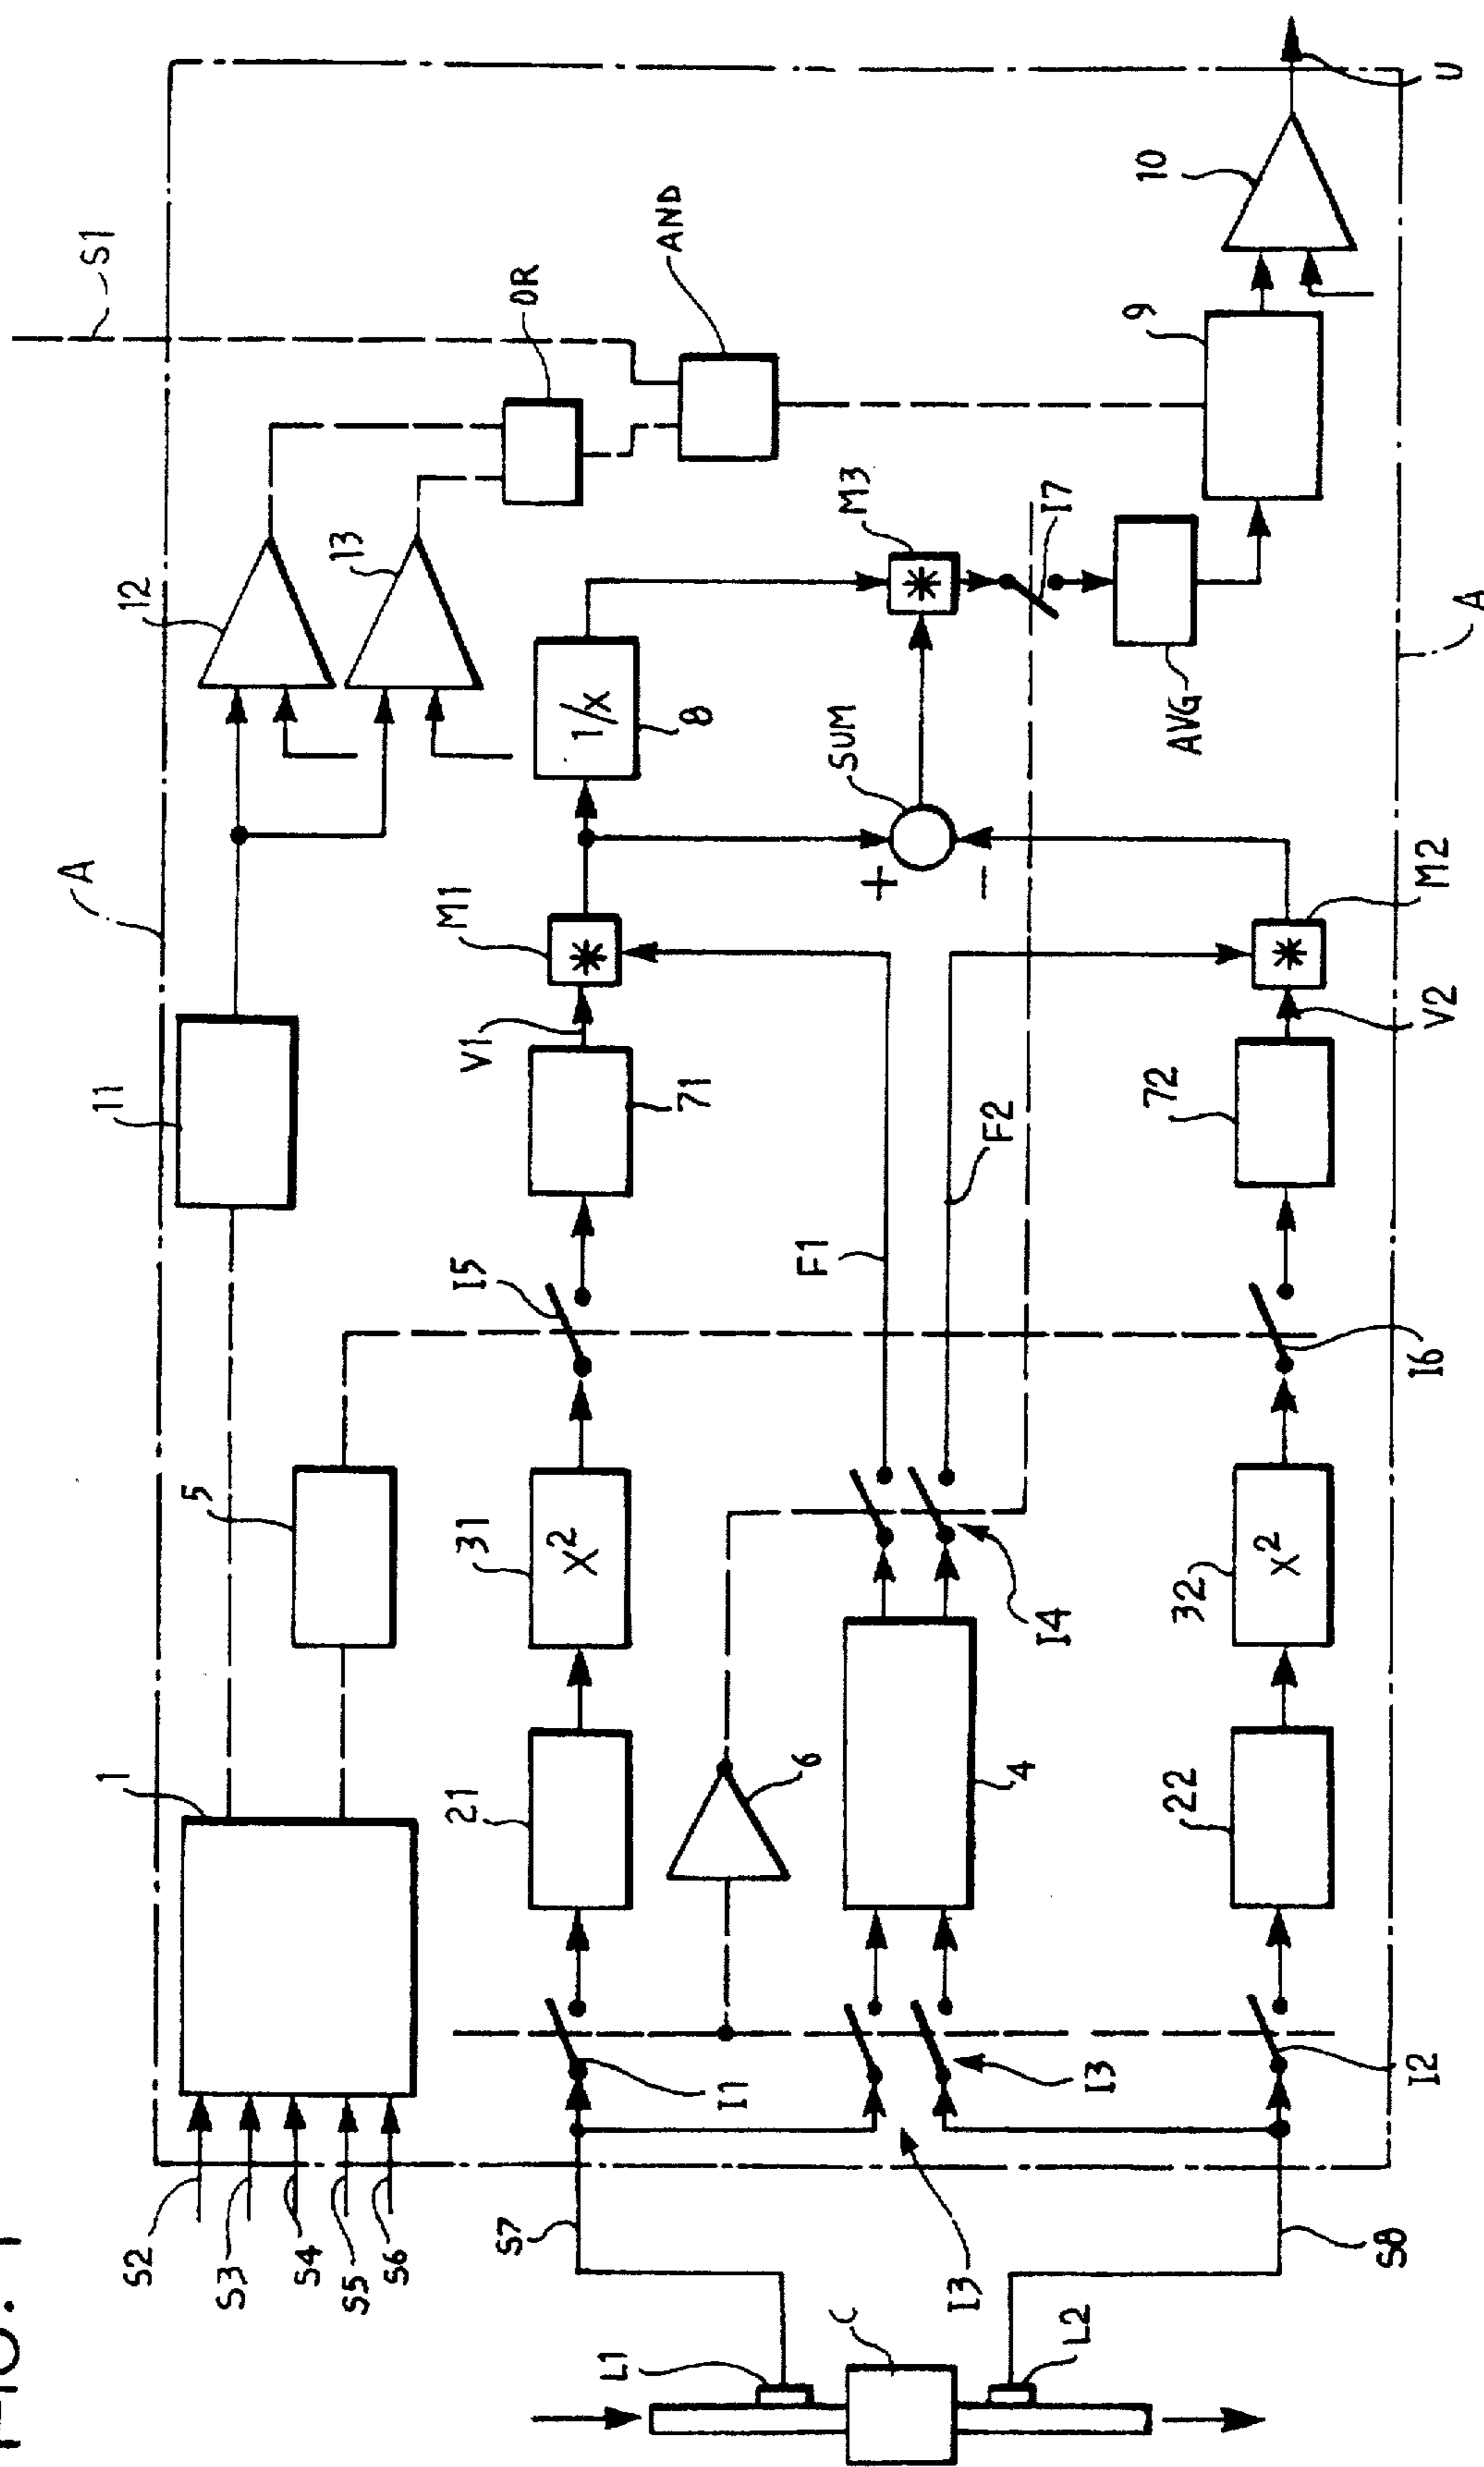 FIG. 1
S1
A
12
13
OR
AND
10
U
11
M1
1/X
8
M3
I7
9
V1
71
SUM
AVG
A
5
I5
F1
F2
72
V2
M2
+
−
1
31
X²
I4
32
X²
I6
21
6
4
22
S2
S3
S4
S5
S6
I1
I3
I3
I2
S7
S8
L1
C
L2